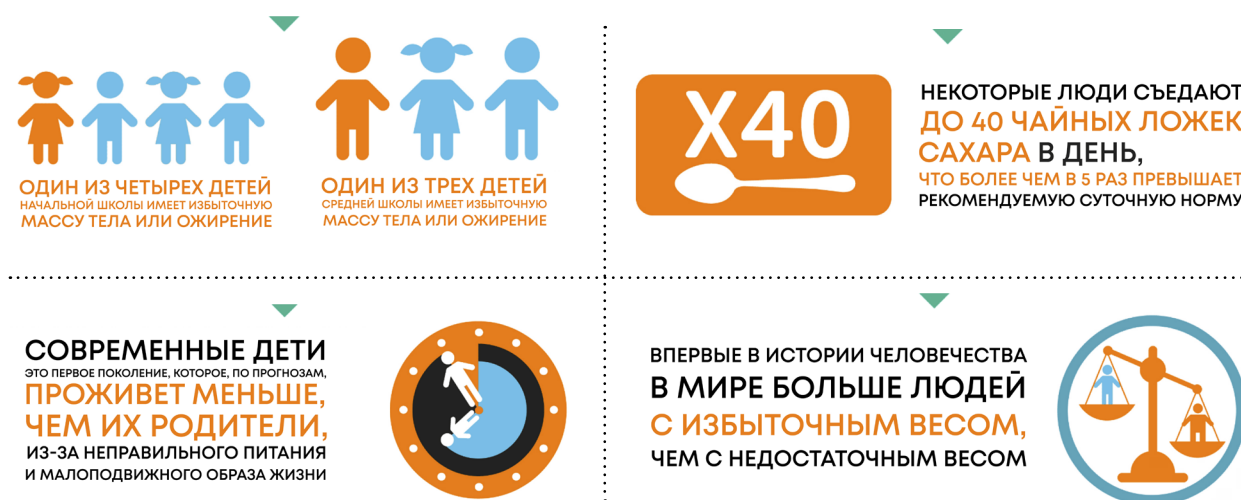 ОДИН ИЗ ЧЕТЫРЕХ ДЕТЕЙ
НАЧАЛЬНОЙ ШКОЛЫ ИМЕЕТ ИЗБЫТОЧНУЮ
МАССУ ТЕЛА ИЛИ ОЖИРЕНИЕ
ОДИН ИЗ ТРЕХ ДЕТЕЙ
СРЕДНЕЙ ШКОЛЫ ИМЕЕТ ИЗБЫТОЧНУЮ
МАССУ ТЕЛА ИЛИ ОЖИРЕНИЕ
X40
НЕКОТОРЫЕ ЛЮДИ СЪЕДАЮТ
ДО 40 ЧАЙНЫХ ЛОЖЕК
САХАРА В ДЕНЬ,
ЧТО БОЛЕЕ ЧЕМ В 5 РАЗ ПРЕВЫШАЕТ
РЕКОМЕНДУЕМУЮ СУТОЧНУЮ НОРМУ
СОВРЕМЕННЫЕ ДЕТИ
ЭТО ПЕРВОЕ ПОКОЛЕНИЕ, КОТОРОЕ, ПО ПРОГНОЗАМ,
ПРОЖИВЕТ МЕНЬШЕ,
ЧЕМ ИХ РОДИТЕЛИ,
ИЗ-ЗА НЕПРАВИЛЬНОГО ПИТАНИЯ
И МАЛОПОДВИЖНОГО ОБРАЗА ЖИЗНИ
ВПЕРВЫЕ В ИСТОРИИ ЧЕЛОВЕЧЕСТВА
В МИРЕ БОЛЬШЕ ЛЮДЕЙ
С ИЗБЫТОЧНЫМ ВЕСОМ,
ЧЕМ С НЕДОСТАТОЧНЫМ ВЕСОМ